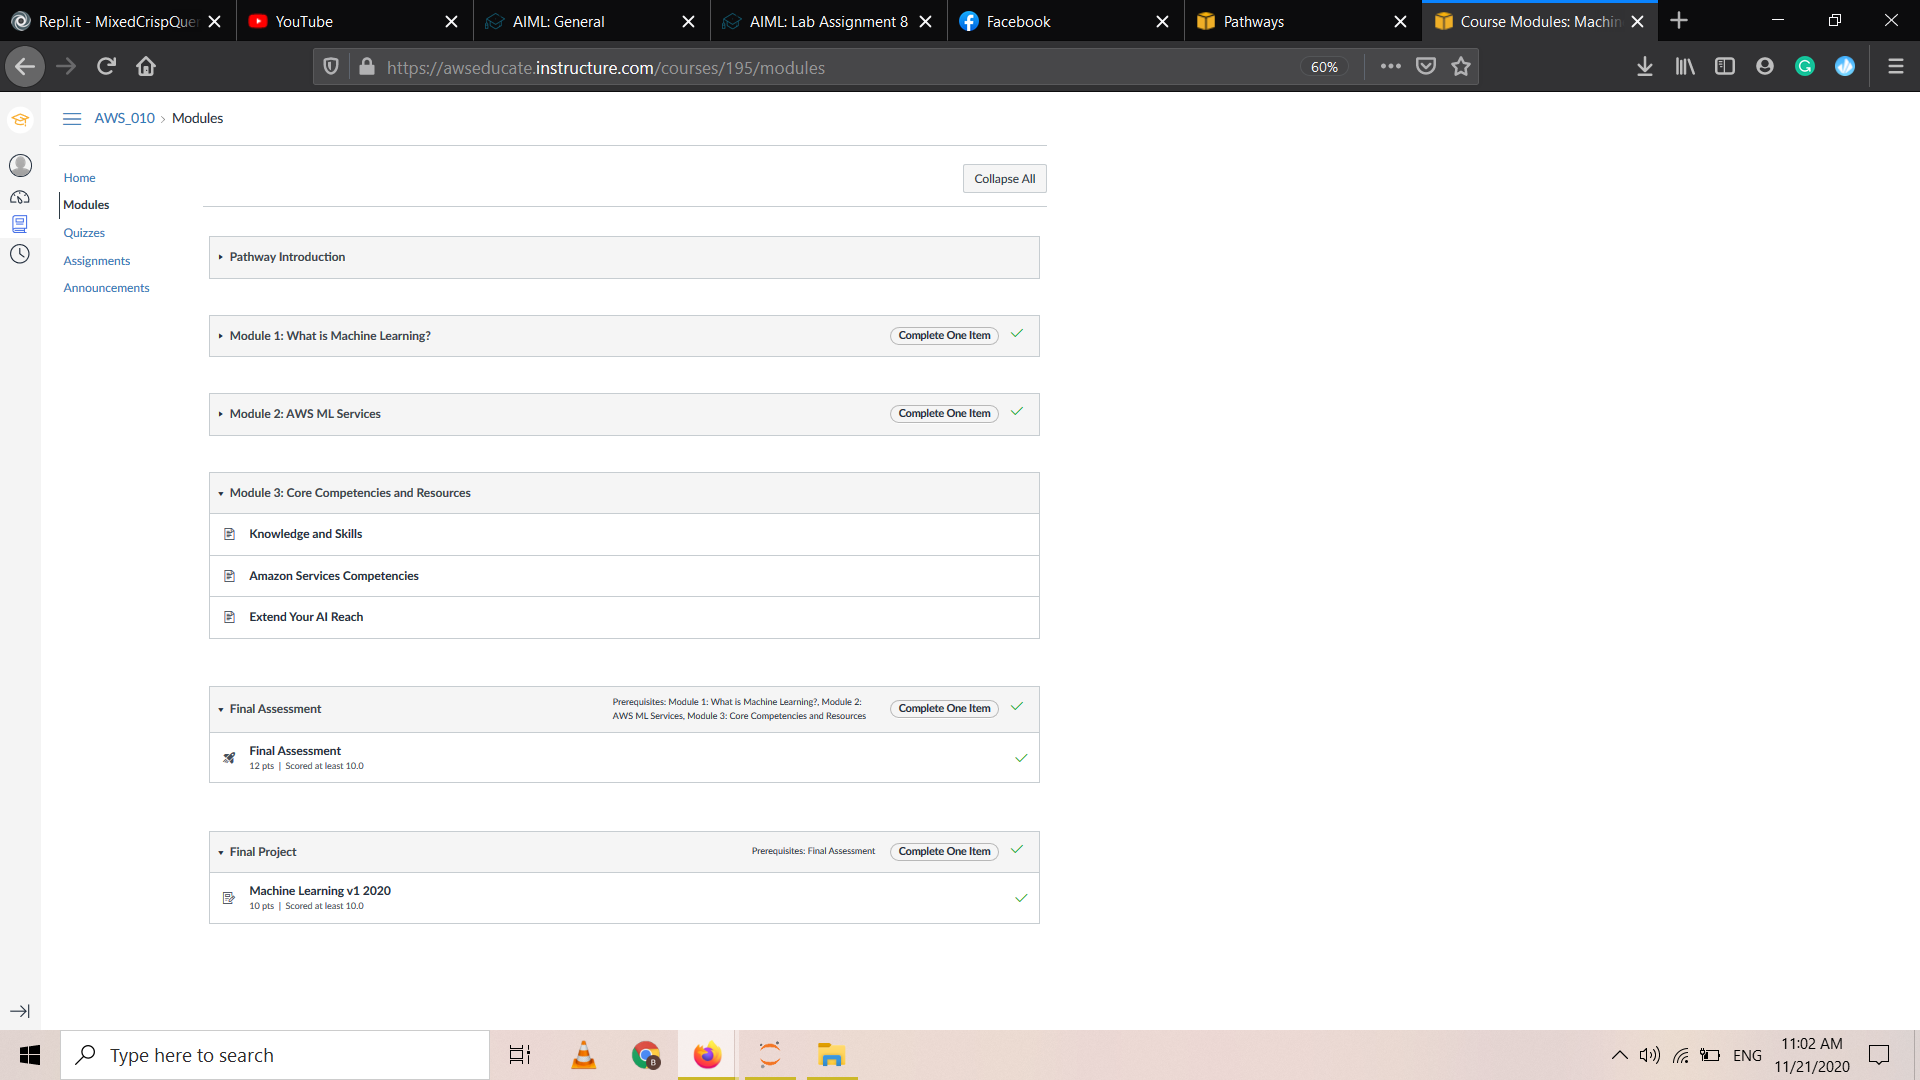 Repl.it - MixedCrispQue
YouTube
AIML: General
AIML: Lab Assignment 8
Facebook
Pathways
Course Modules: Machin
https://awseducate.instructure.com/courses/195/modules
60%
AWS_010 › Modules
Home
Modules
Quizzes
Assignments
Announcements
Collapse All
Pathway Introduction
Module 1: What is Machine Learning?
Complete One Item
Module 2: AWS ML Services
Complete One Item
Module 3: Core Competencies and Resources
Knowledge and Skills
Amazon Services Competencies
Extend Your AI Reach
Final Assessment
Prerequisites: Module 1: What is Machine Learning?, Module 2:
AWS ML Services, Module 3: Core Competencies and Resources
Complete One Item
Final Assessment
12 pts | Scored at least 10.0
Final Project
Prerequisites: Final Assessment
Complete One Item
Machine Learning v1 2020
10 pts | Scored at least 10.0
Type here to search
B
ENG
11:02 AM
11/21/2020